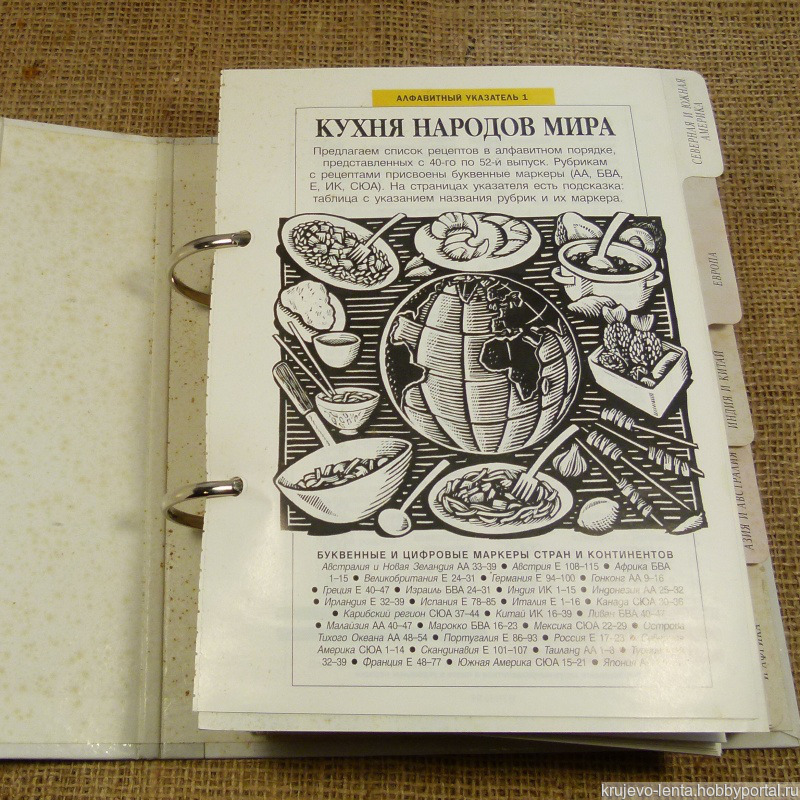 АЛФАВИТНЫЙ УКАЗАТЕЛЬ 1
КУХНЯ НАРОДОВ МИРА
Предлагаем список рецептов в алфавитном порядке,
представленных с 40-го по 52-й выпуск. Рубрикам
с рецептами присвоены буквенные маркеры (АА, БВА,
Е, ИК, СЮА). На страницах указателя есть подсказка:
таблица с указанием названия рубрик и их маркера.
БУКВЕННЫЕ И ЦИФРОВЫЕ МАРКЕРЫ СТРАН И КОНТИНЕНТОВ
Австралия и Новая Зеландия АА 33–39 ● Австрия Е 108–115 ● Африка БВА
1–15 ● Великобритания Е 24–31 ● Германия Е 94–100 ● Гонконг АА 9–16
● Греция Е 40–47 ● Израиль БВА 24–31 ● Индия ИК 1–15 ● Индонезия АА 25–32
● Ирландия Е 32–39 ● Испания Е 78–85 ● Италия Е 1–16 ● Канада СЮА
● Карибский регион СЮА 37–44 ● Китай ИК 16–39 ● Ливан БВА
● Малайзия АА 40–47 ● Марокко БВА 16–23 ● Мексика СЮА 22–29 ● Острова
Тихого Океана АА 48–54 ● Португалия Е 86–93 ● Россия Е 17–23 ●
Америка СЮА 1–14 ● Скандинавия Е 101–107 ● Таиланд АА 1–8 ●
32–39 ● Франция Е 48–77 ● Южная Америка СЮА 15–21 ● Япония
СЕВЕРНАЯ И ЮЖНАЯ
АМЕРИКА
ЕВРОПА
ИНДИЯ И КИТАЙ
АЗИЯ И АВСТРАЛИЯ
И АФРИКА
krujevo-lenta.hobbyportal.ru